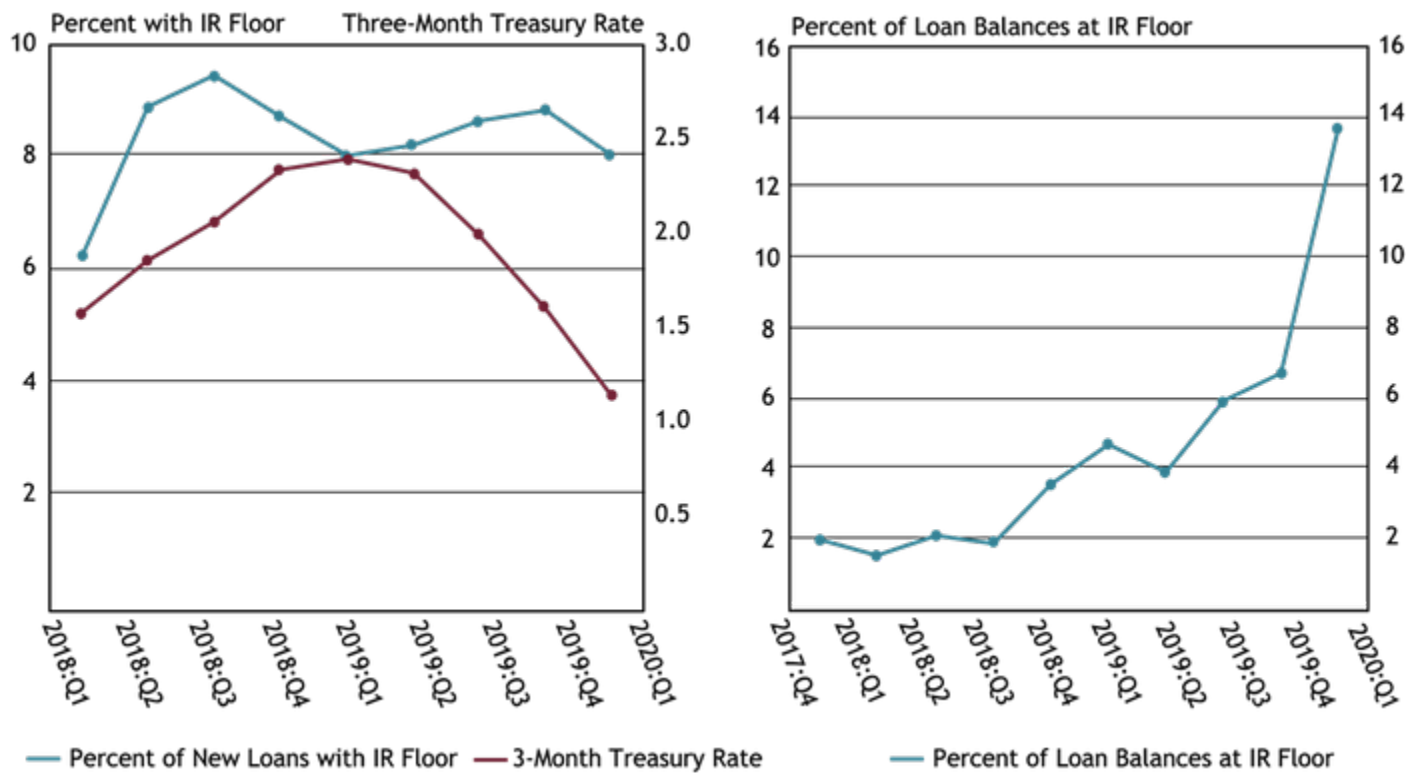 Percent with IR Floor Three-Month Treasury Rate
10
8
6
4
2
3.0
2.5
2.0
1.5
1.0
0.5
2018:Q1
2018:Q2
2018:Q3
2018:Q4
2019:Q1
2019:Q2
2019:Q3
2019:Q4
2020:Q1
Percent of New Loans with IR Floor 3-Month Treasury Rate
Percent of Loan Balances at IR Floor
16
14
12
10
8
6
4
2
16
14
12
10
8
6
4
2
2017:Q4
2018:Q1
2018:Q2
2018:Q3
2018:Q4
2019:Q1
2019:Q2
2019:Q3
2019:Q4
2020:Q1
Percent of Loan Balances at IR Floor